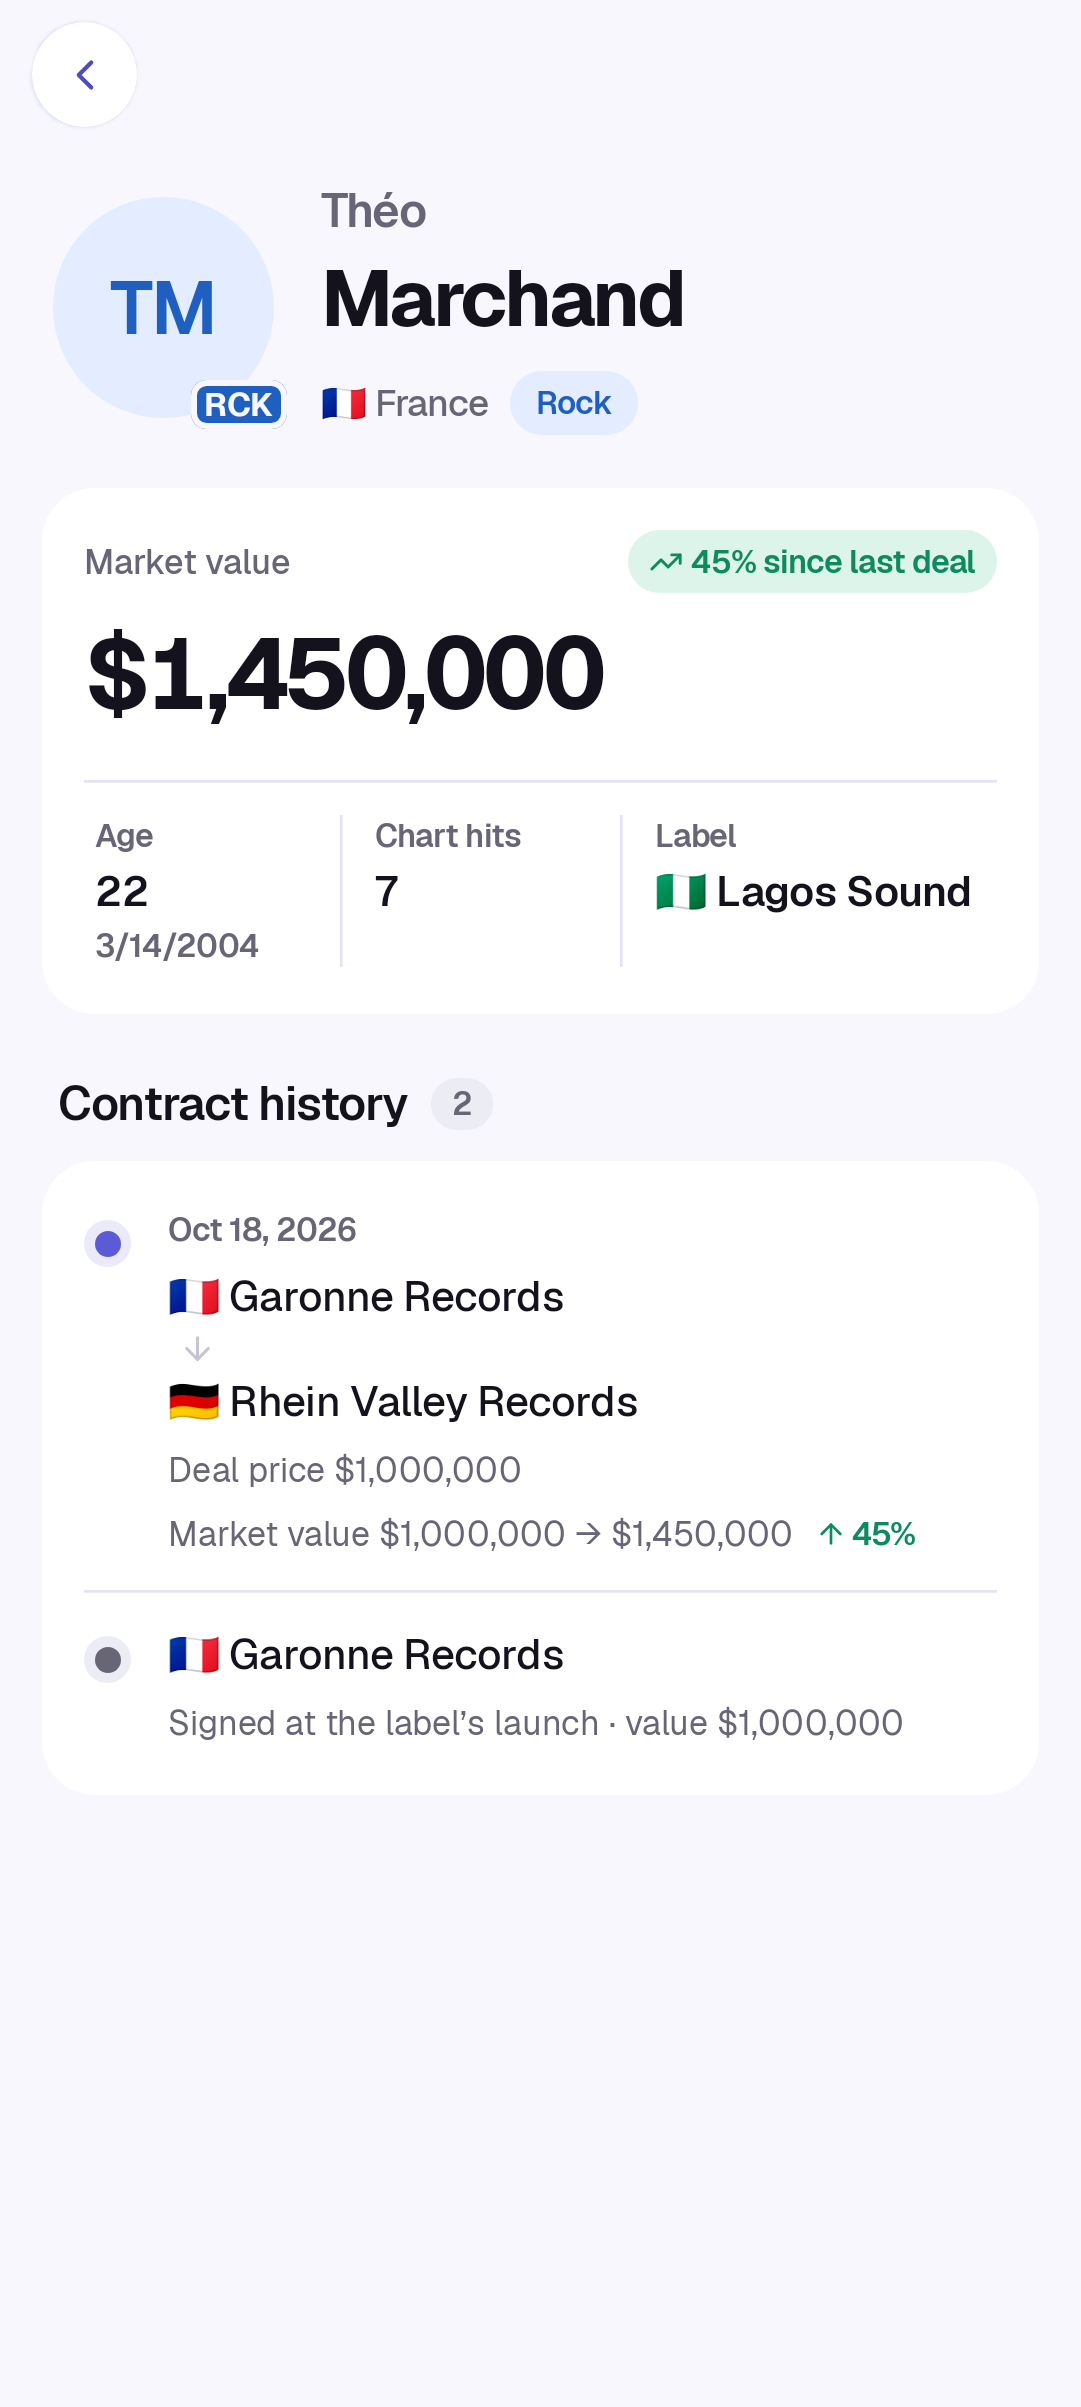 Théo
TM
Marchand
RCK
🇫🇷 France Rock
Market value 45% since last deal
$1,450,000
Age Chart hits Label
22 7 🇳🇬 Lagos Sound
3/14/2004
Contract history 2
Oct 18, 2026
🇫🇷 Garonne Records
↓
🇩🇪 Rhein Valley Records
Deal price $1,000,000
Market value $1,000,000 → $1,450,000 ↑ 45%
🇫🇷 Garonne Records
Signed at the label’s launch · value $1,000,000